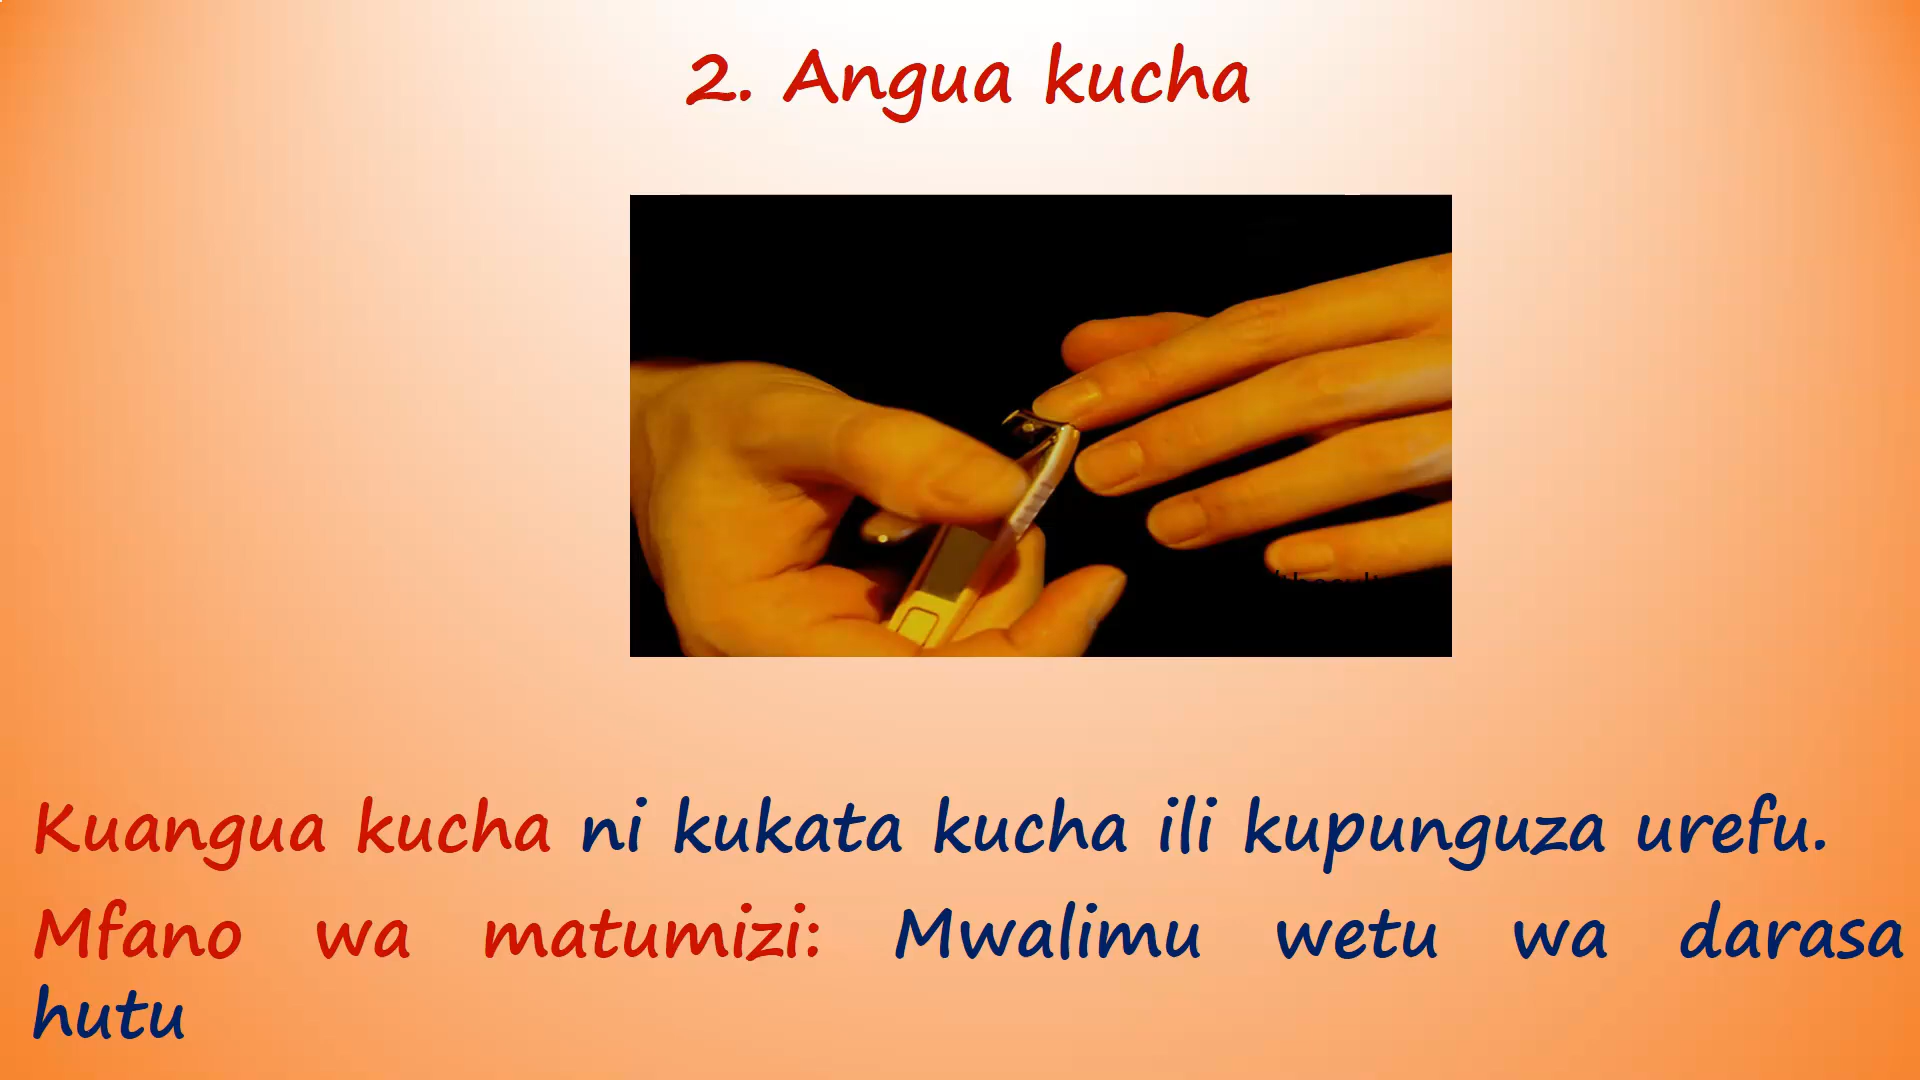 2. Angua kucha
Kuangua kucha ni kukata kucha ili kupunguza urefu.
Mfano wa matumizi: Mwalimu wetu wa darasa
hutu